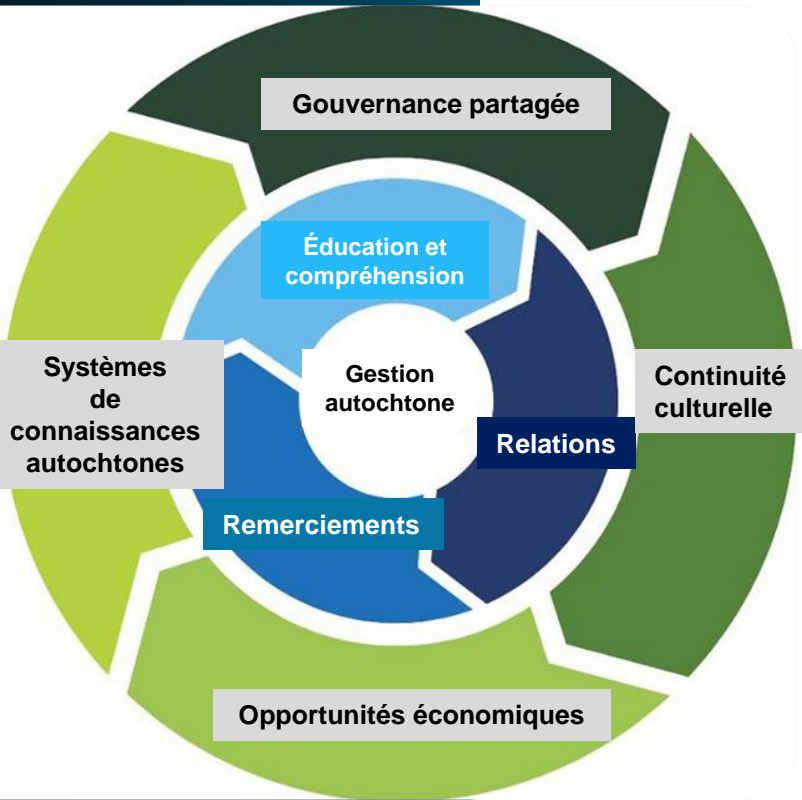 Gouvernance partagée
Éducation et
compréhension
Systèmes
de
connaissances
autochtones
Gestion
autochtone
Continuité
culturelle
Relations
Remerciements
Opportunités économiques